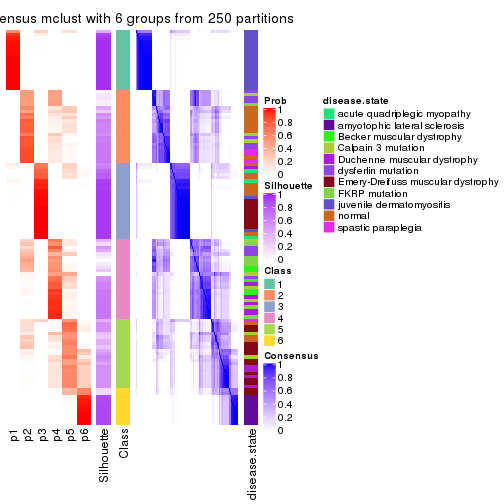 ensus mclust with 6 groups from 250 partitions
Prob
1
0.8
0.6
0.4
0.2
0
Silhouette
1
0.8
0.6
0.4
0.2
0
Class
1
2
3
4
5
6
Consensus
1
0.8
0.6
0.4
0.2
0
disease.state
acute quadriplegic myopathy
amyotophic lateral sclerosis
Becker muscular dystrophy
Calpain 3 mutation
Duchenne muscular dystrophy
dysferlin mutation
Emery-Dreifuss muscular dystrophy
FKRP mutation
juvenile dermatomyositis
normal
spastic paraplegia
p1
p2
p3
p4
p5
p6
Silhouette
Class
disease.state